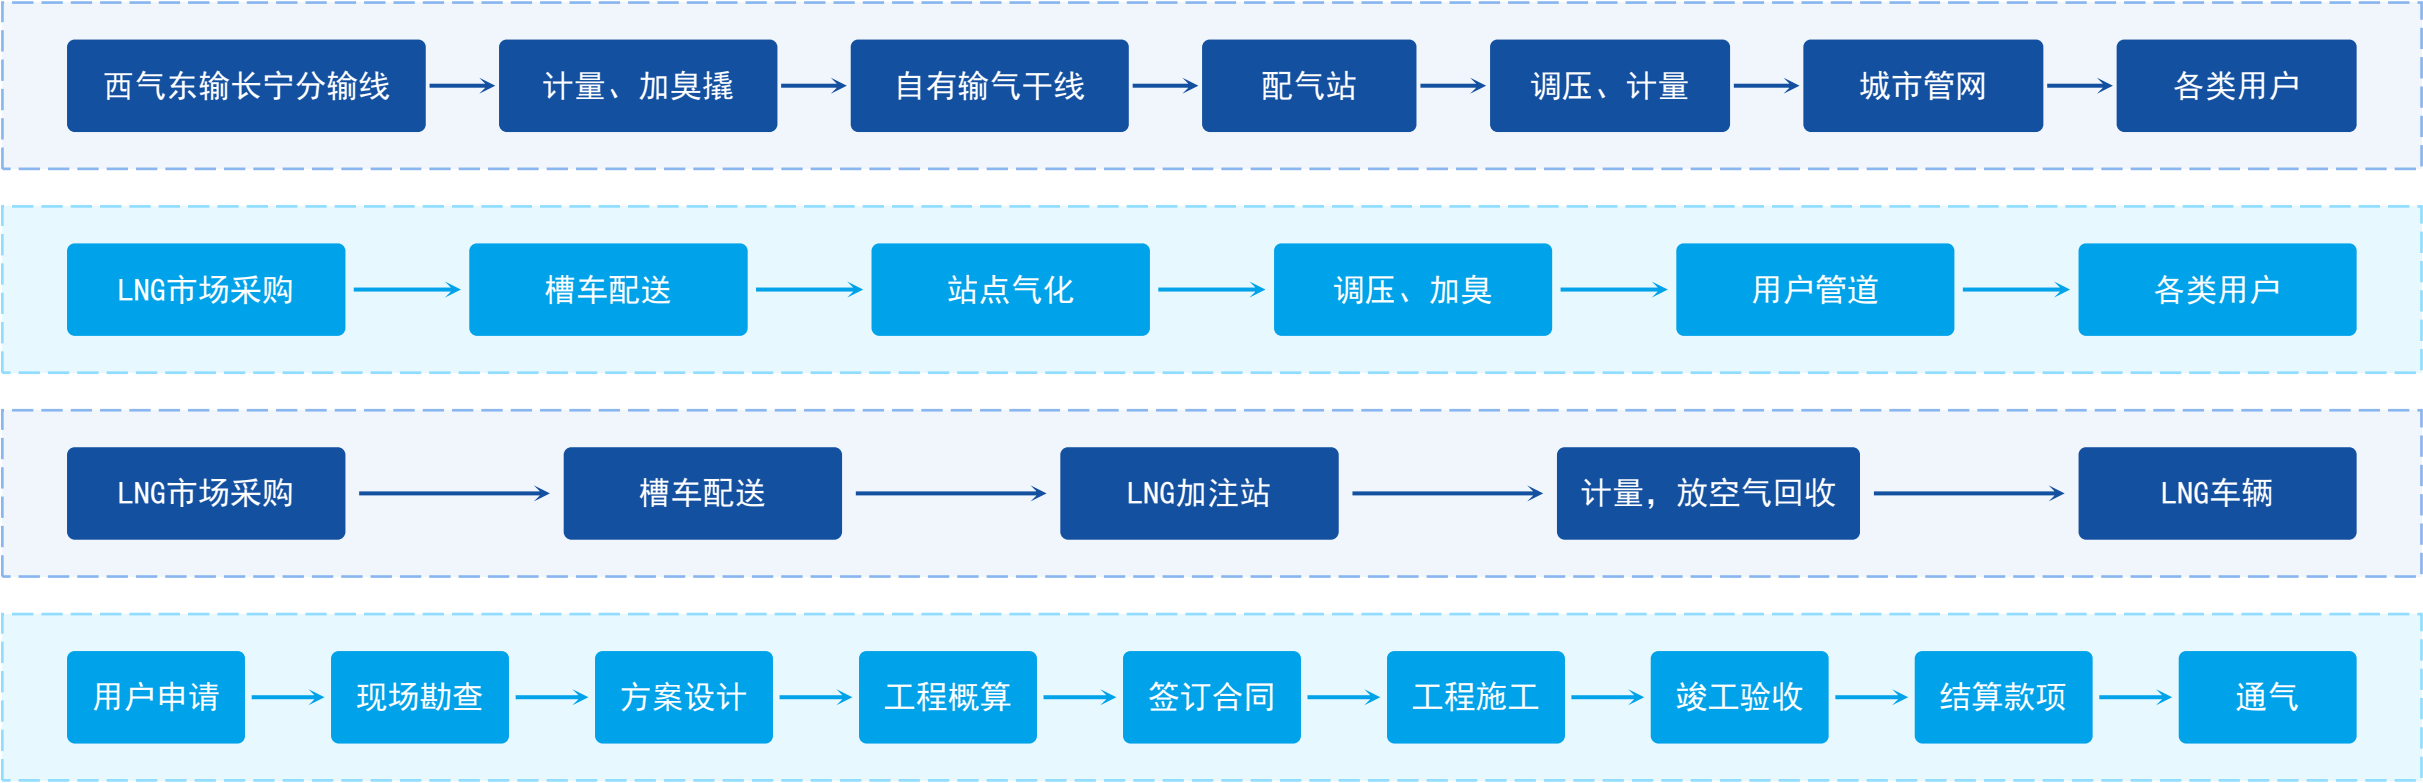 西气东输长宁分输线
计量、加臭撬
自有输气干线
配气站
调压、计量
城市管网
各类用户
LNG市场采购
槽车配送
站点气化
调压、加臭
用户管道
各类用户
LNG市场采购
槽车配送
LNG加注站
计量，放空气回收
LNG车辆
用户申请
现场勘查
方案设计
工程概算
签订合同
工程施工
竣工验收
结算款项
通气